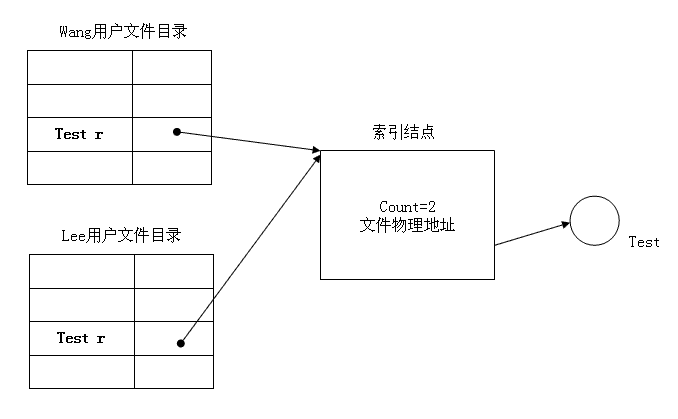 Wang用户文件目录
Test r
索引结点
Count=2
文件物理地址
Test
Lee用户文件目录
Test r